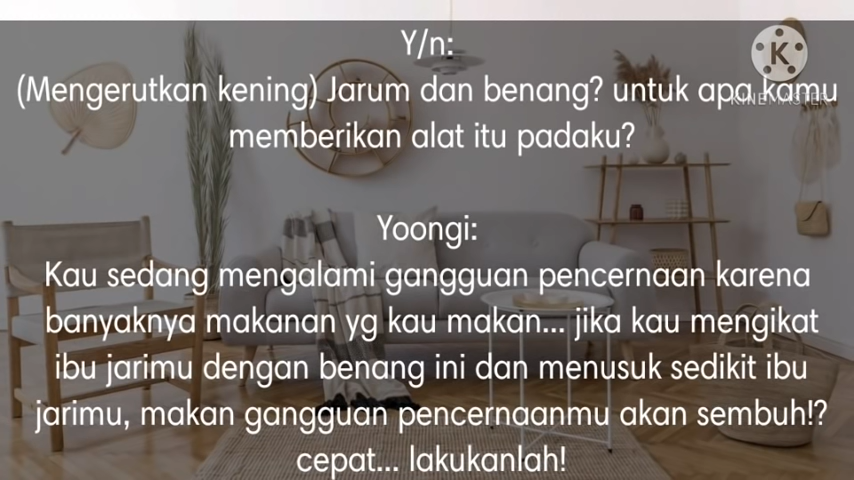 Y/n:
(Mengerutkan kening) Jarum dan benang? untuk apa kamu
memberikan alat itu padaku?
Yoongi:
Kau sedang mengalami gangguan pencernaan karena
banyaknya makanan yg kau makan... jika kau mengikat
ibu jarimu dengan benang ini dan menusuk sedikit ibu
jarimu, makan gangguan pencernaanmu akan sembuh!?
cepat... lakukanlah!
K
KINEMASTER